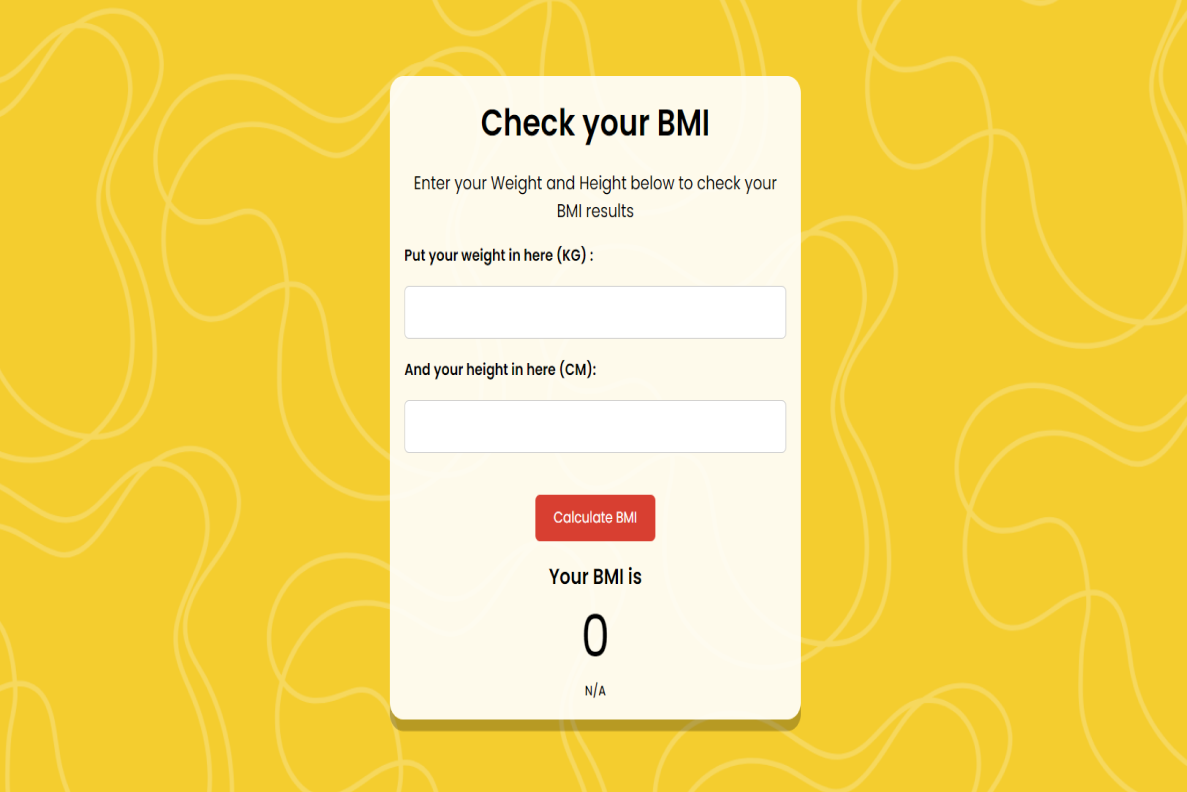 Check your BMI
Enter your Weight and Height below to check your
BMI results
Put your weight in here (KG) :
And your height in here (CM):
Calculate BMI
Your BMI is
0
N/A